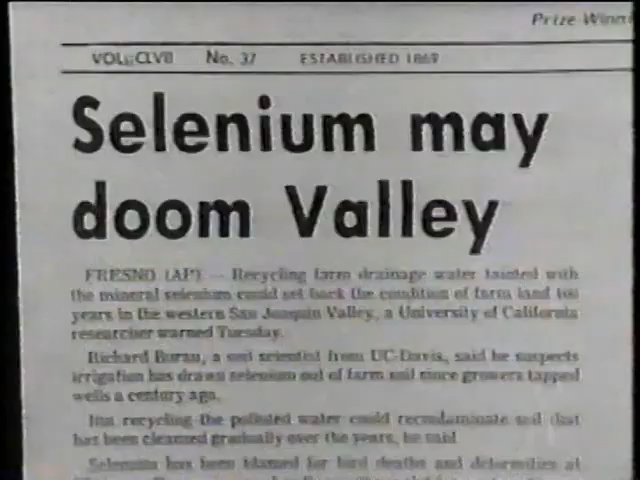 Prize Winni
VOL. CLVII No. 37 ESTABLISHED 1869
Selenium may
doom Valley
FRESNO (AP) — Recycling farm drainage water tainted with
the mineral selenium could set back the condition of farm land 100
years in the western San Joaquin Valley, a University of California
researcher warned Tuesday.
Richard Burau, a soil scientist from UC-Davis, said he suspects
irrigation has drawn selenium out of farm soil since growers tapped
wells a century ago.
But recycling the polluted water could recontaminate soil that
has been cleansed gradually over the years, he said.
Selenium has been blamed for bird deaths and deformities at